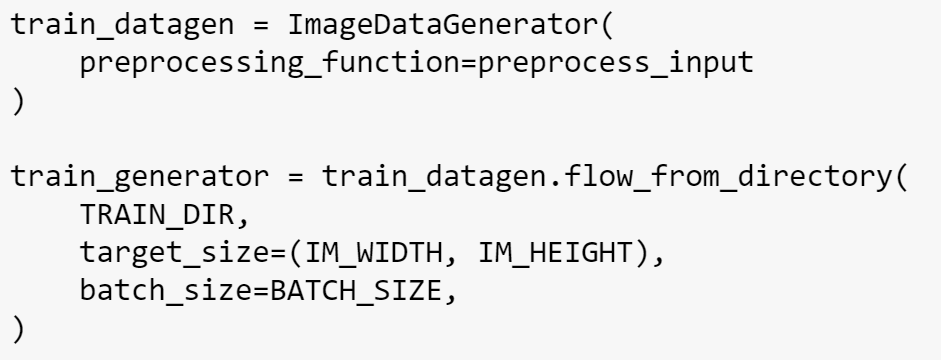 train_datagen = ImageDataGenerator(
    preprocessing_function=preprocess_input
)

train_generator = train_datagen.flow_from_directory(
    TRAIN_DIR,
    target_size=(IM_WIDTH, IM_HEIGHT),
    batch_size=BATCH_SIZE,
)